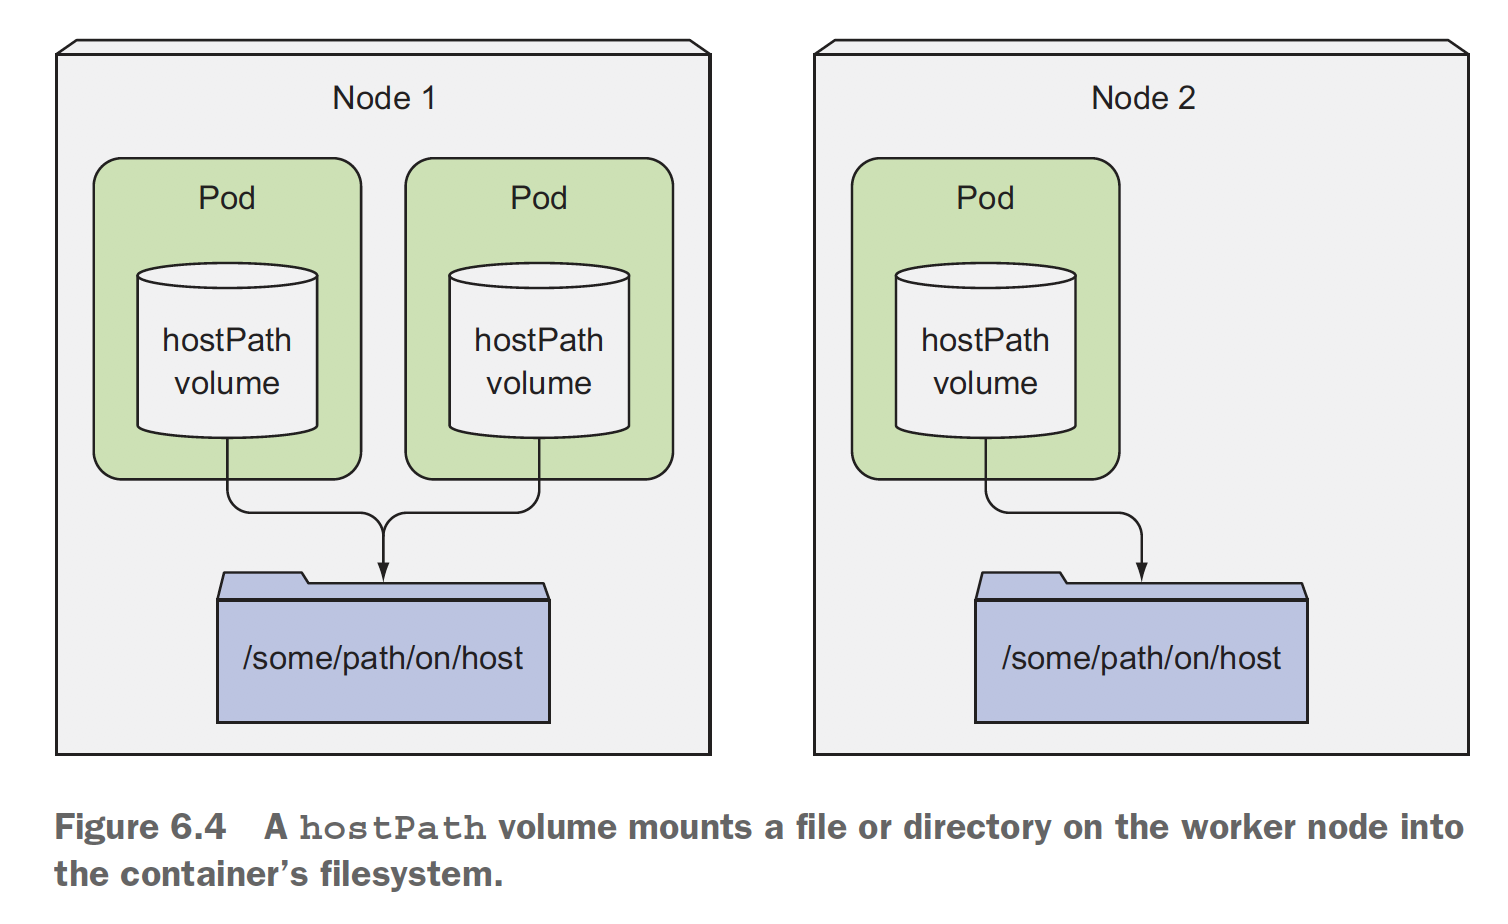 Node 1
Pod
Pod
hostPath
volume
hostPath
volume
/some/path/on/host
Node 2
Pod
hostPath
volume
/some/path/on/host
Figure 6.4 A hostPath volume mounts a file or directory on the worker node into
the container’s filesystem.